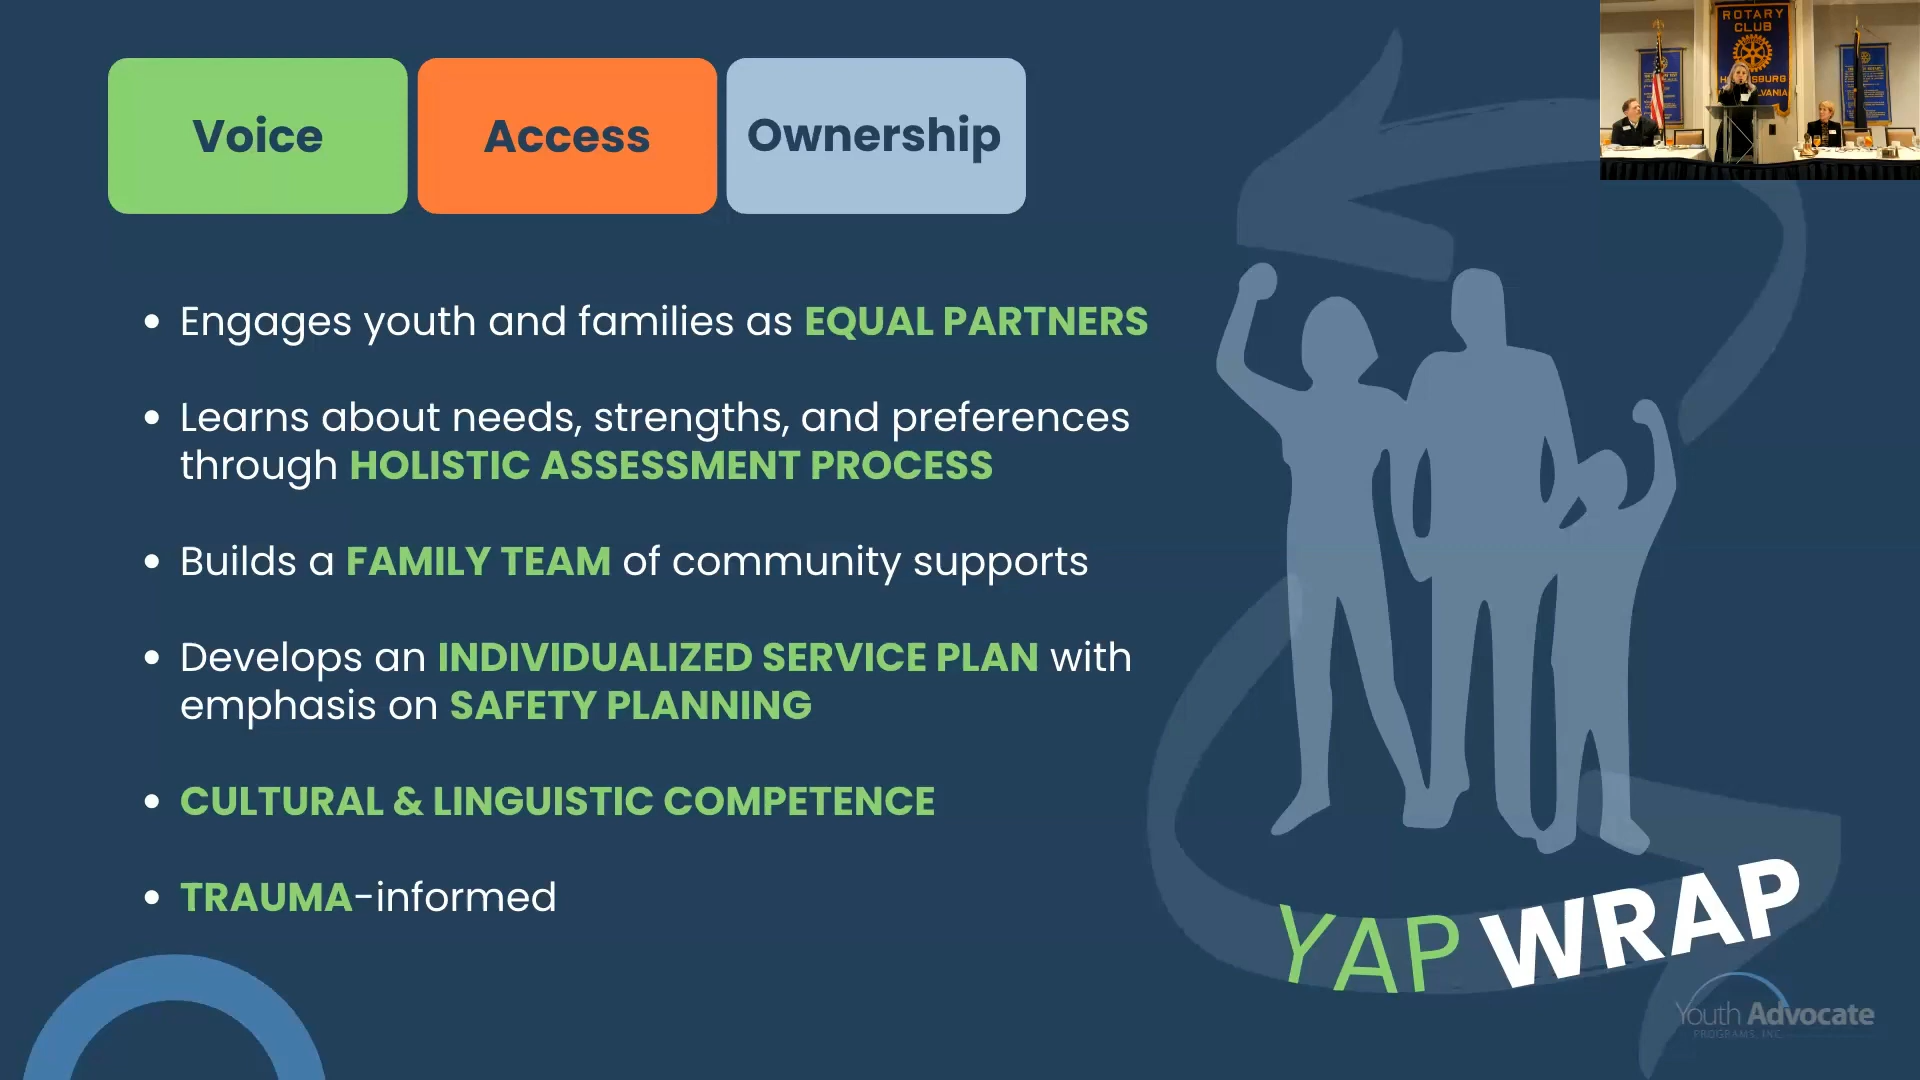 Voice
Access
Ownership
• Engages youth and families as EQUAL PARTNERS
• Learns about needs, strengths, and preferences
through HOLISTIC ASSESSMENT PROCESS
• Builds a FAMILY TEAM of community supports
• Develops an INDIVIDUALIZED SERVICE PLAN with
emphasis on SAFETY PLANNING
• CULTURAL & LINGUISTIC COMPETENCE
• TRAUMA-informed
YAP WRAP
Youth Advocate
PROGRAMS, INC.
ROTARY
CLUB